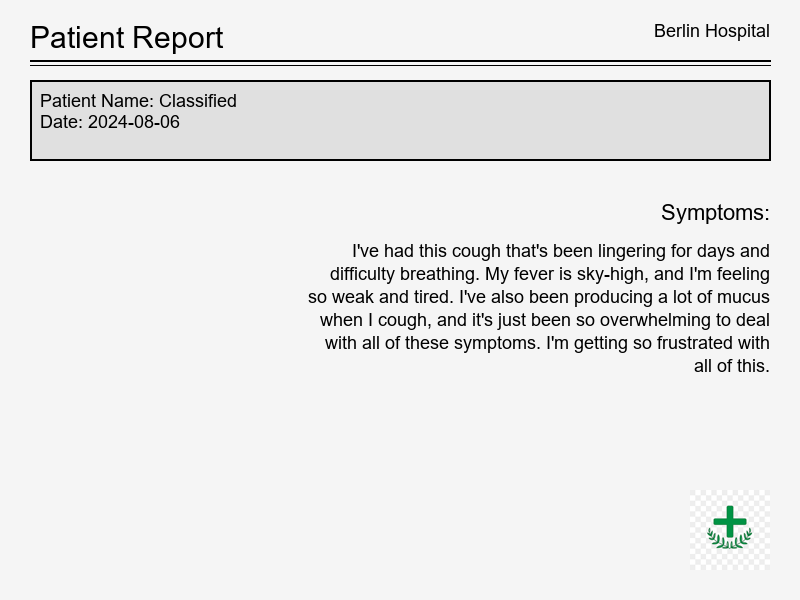 Patient Report
Berlin Hospital
Patient Name: Classified
Date: 2024-08-06
Symptoms:
I've had this cough that's been lingering for days and
difficulty breathing. My fever is sky-high, and I'm feeling
so weak and tired. I've also been producing a lot of mucus
when I cough, and it's just been so overwhelming to deal
with all of these symptoms. I'm getting so frustrated with
all of this.